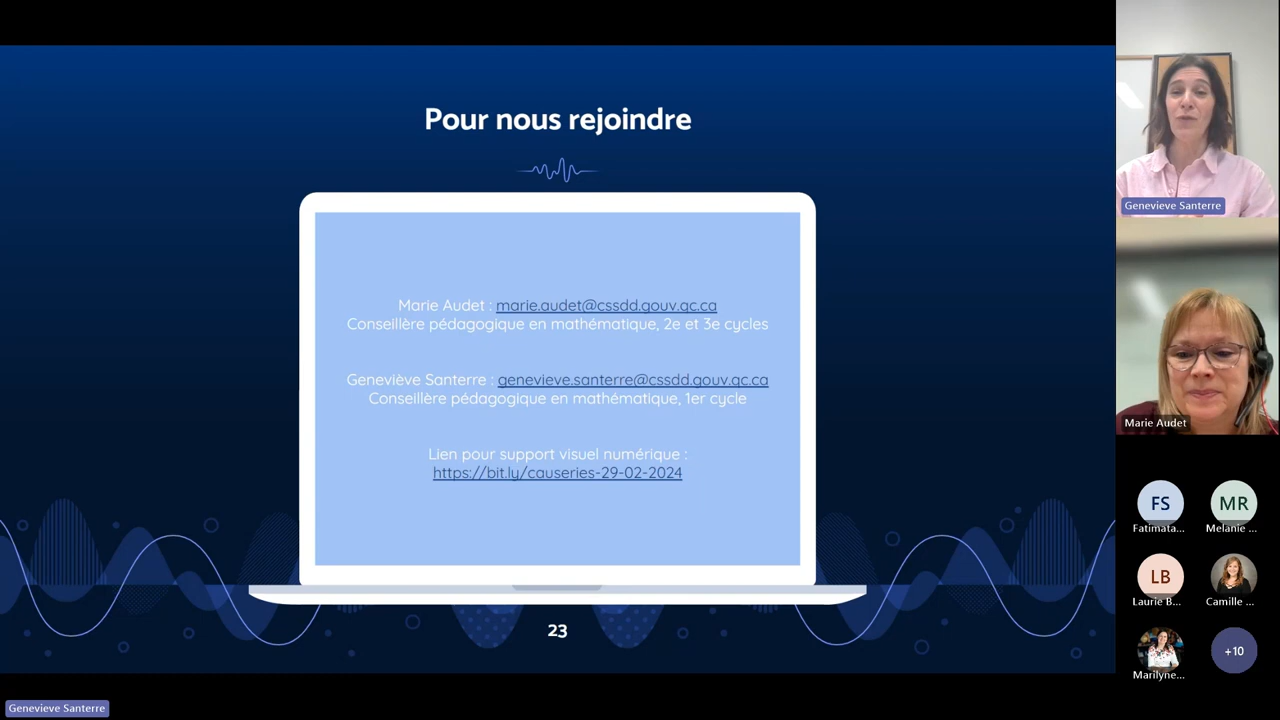 Pour nous rejoindre
Marie Audet : marie.audet@cssdd.gouv.qc.ca
Conseillère pédagogique en mathématique, 2e et 3e cycles
Geneviève Santerre : genevieve.santerre@cssdd.gouv.qc.ca
Conseillère pédagogique en mathématique, 1er cycle
Lien pour support visuel numérique :
https://bit.ly/causeries-29-02-2024
23
Genevieve Santerre
Genevieve Santerre
Marie Audet
FS
MR
Fatimata...
Melanie ...
LB
Laurie B...
Camille ...
Marilyne...
+10